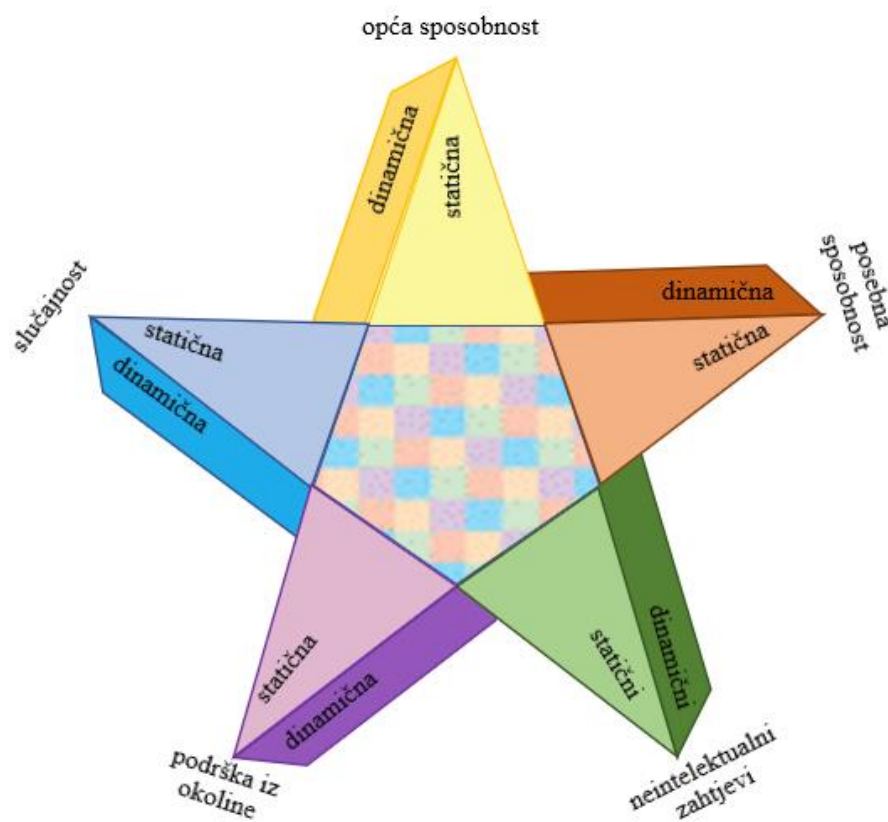 opća sposobnost
dinamična
statična
posebna
sposobnost
dinamična
statična
slučajnost
statična
dinamična
statična
dinamična
podrška iz
okoline
statični
dinamični
neintelektualni
zahtjevi